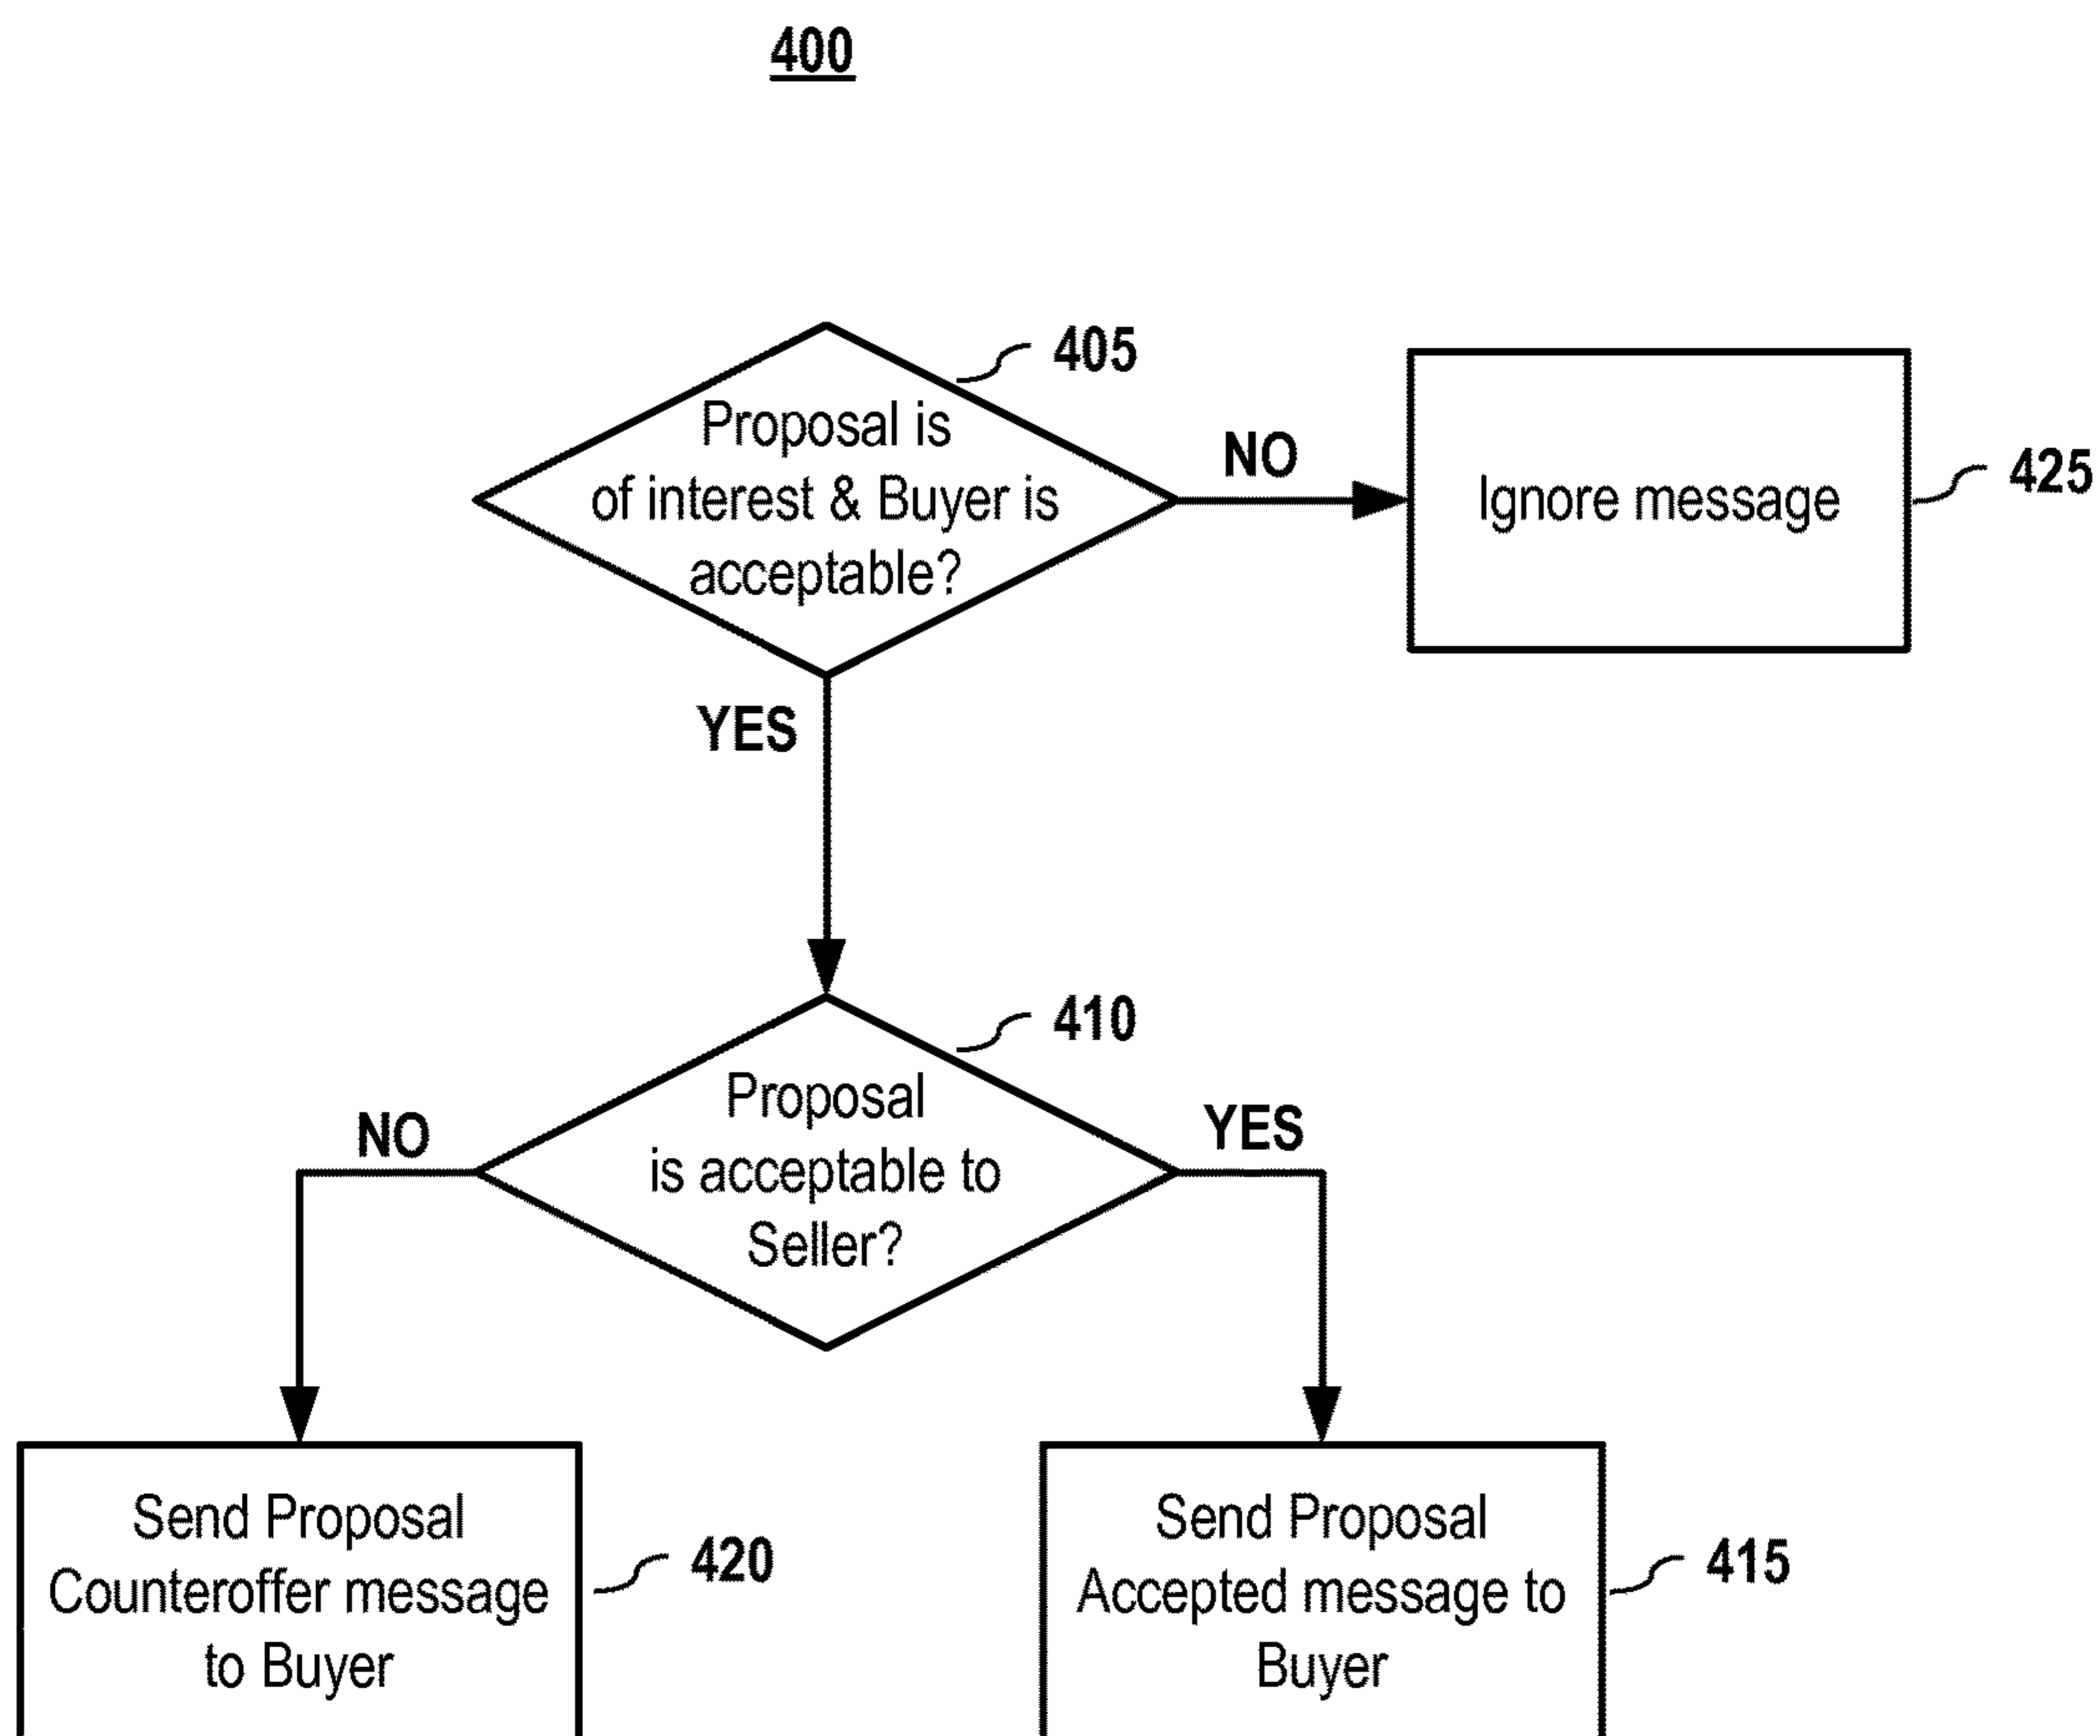 400
405
Proposal is
of interest & Buyer is
acceptable?
NO
Ignore message
425
YES
410
Proposal
is acceptable to
Seller?
NO
YES
Send Proposal
Counteroffer message
to Buyer
420
Send Proposal
Accepted message to
Buyer
415